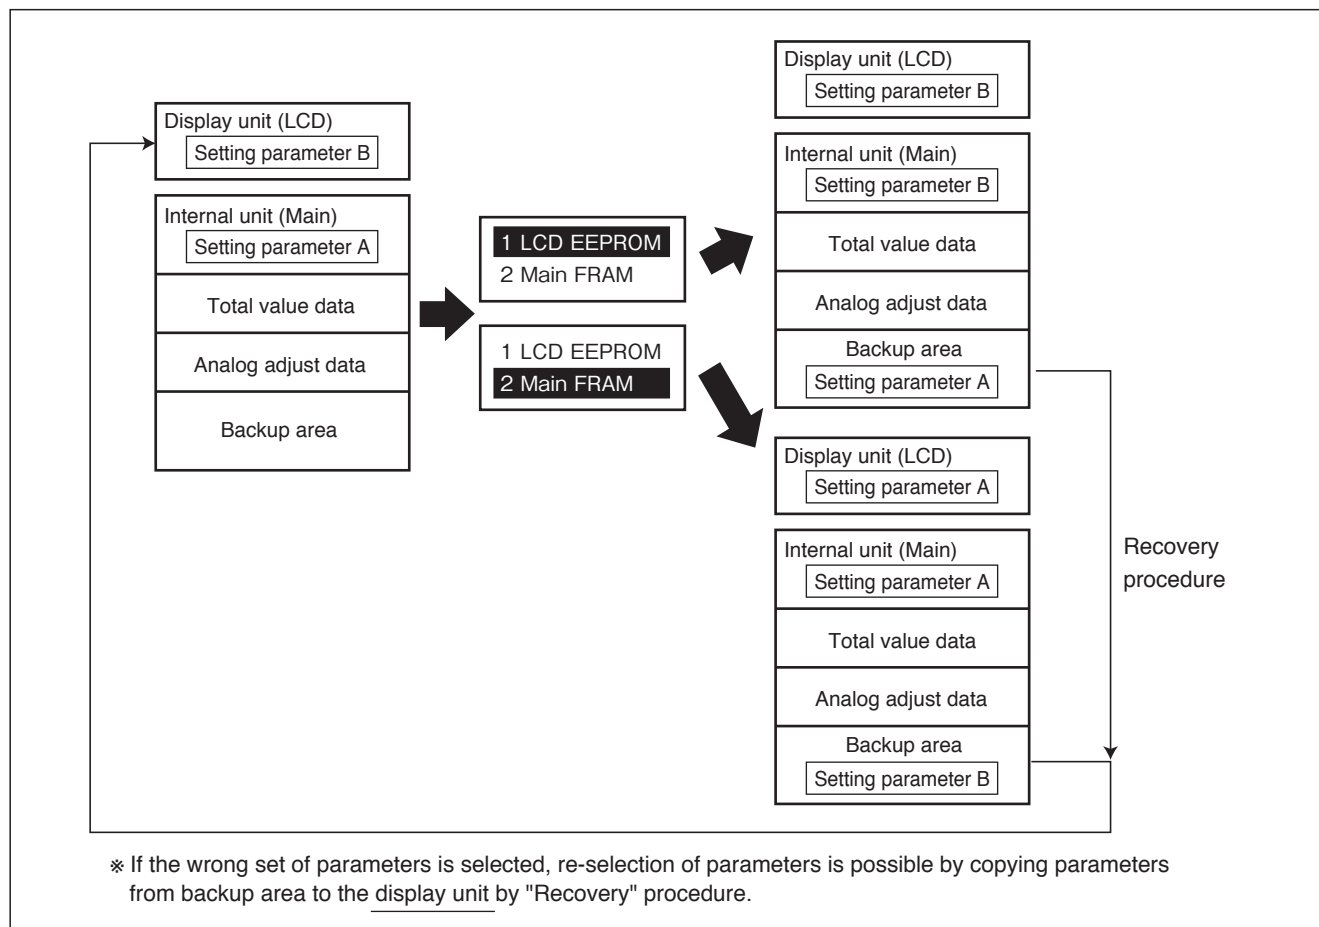 Display unit (LCD)
Setting parameter B
Internal unit (Main)
Setting parameter A
Total value data
Analog adjust data
Backup area
1 LCD EEPROM
2 Main FRAM
1 LCD EEPROM
2 Main FRAM
Display unit (LCD)
Setting parameter B
Internal unit (Main)
Setting parameter B
Total value data
Analog adjust data
Backup area
Setting parameter A
Display unit (LCD)
Setting parameter A
Internal unit (Main)
Setting parameter A
Total value data
Analog adjust data
Backup area
Setting parameter B
Recovery
procedure
※ If the wrong set of parameters is selected, re-selection of parameters is possible by copying parameters
from backup area to the display unit by "Recovery" procedure.